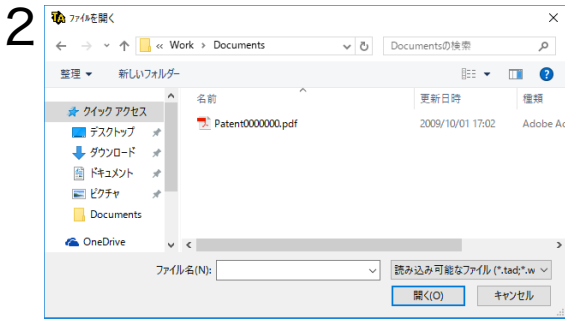 2
ファイルを開く
« Work > Documents
Documentsの検索
整理 ▼ 新しいフォルダー
名前 更新日時 種類
クイック アクセス
デスクトップ
Patent0000000.pdf 2009/10/01 17:02 Adobe Ac
ダウンロード
ドキュメント
ピクチャ
Documents
OneDrive
ファイル名(N): 読み込み可能なファイル (*.tad;*.w
開く(O) キャンセル